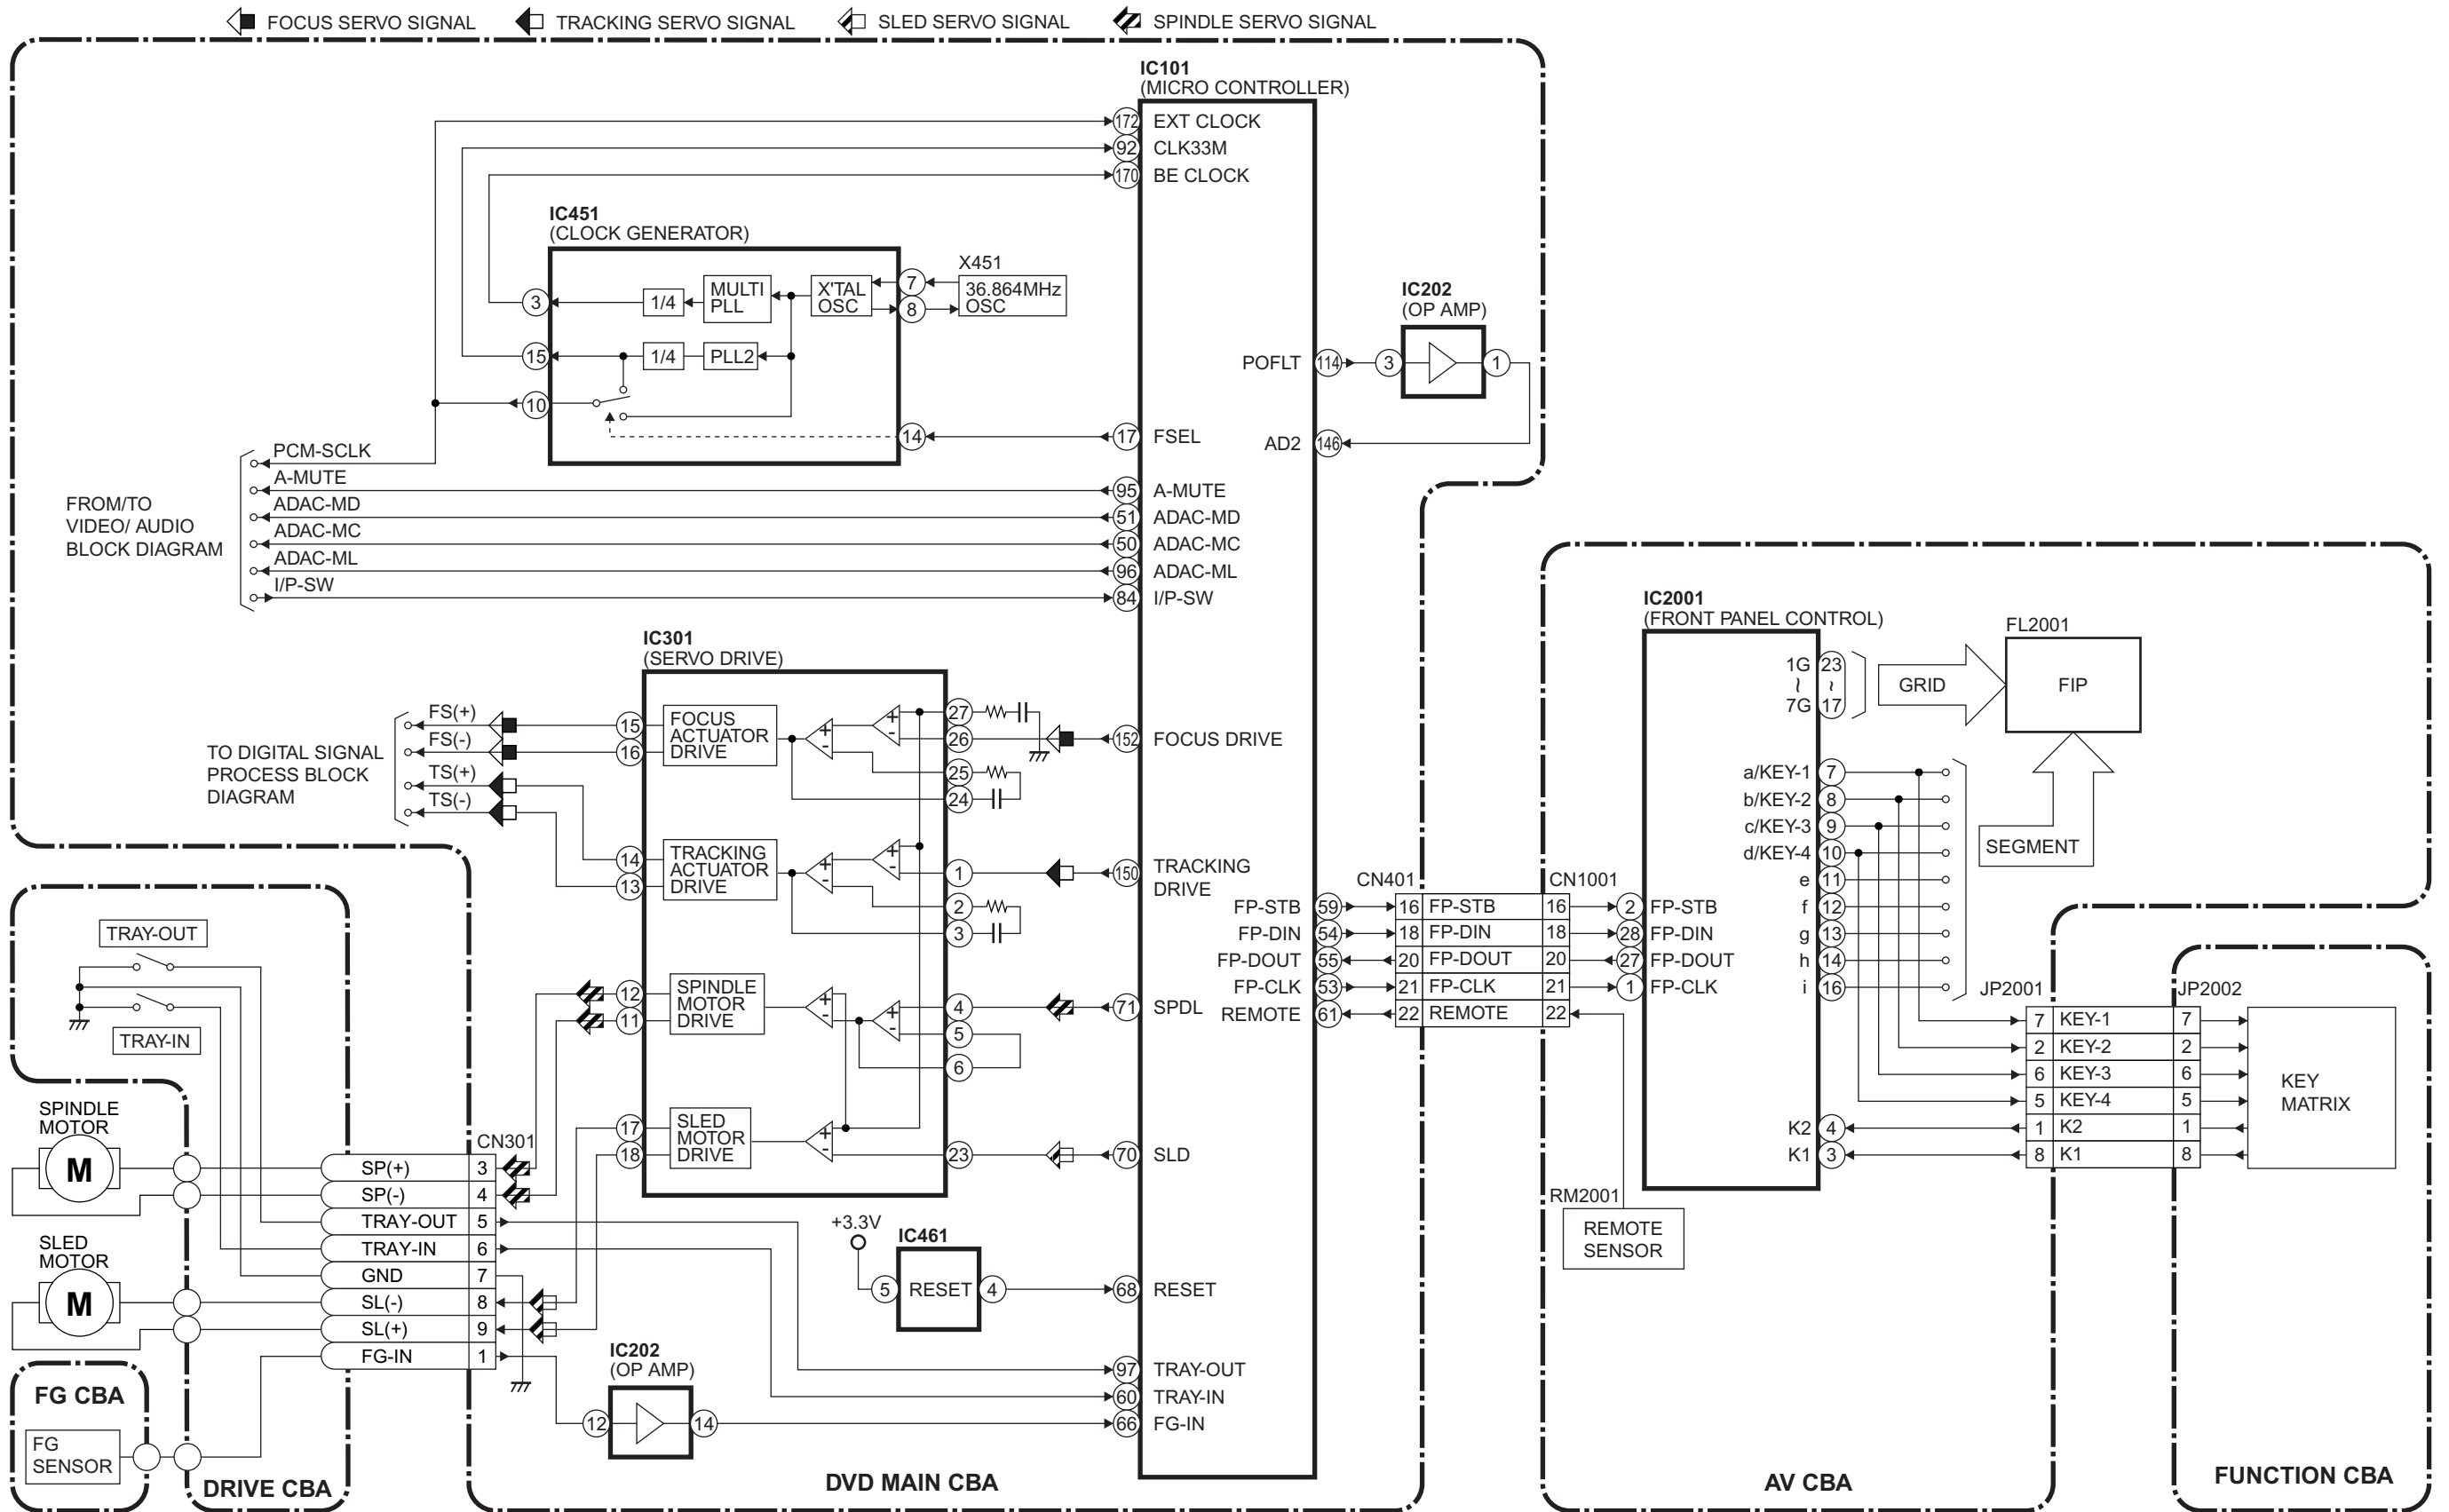 FOCUS SERVO SIGNAL
TRACKING SERVO SIGNAL
SLED SERVO SIGNAL
SPINDLE SERVO SIGNAL
IC101
(MICRO CONTROLLER)
172 EXT CLOCK
92 CLK33M
170 BE CLOCK
IC451
(CLOCK GENERATOR)
X451
3
1/4
MULTI
PLL
X'TAL
OSC
7
8
36.864MHz
OSC
15
1/4
PLL2
10
14
17 FSEL
IC202
(OP AMP)
POFLT 114
3
1
AD2 146
FROM/TO
VIDEO/ AUDIO
BLOCK DIAGRAM
PCM-SCLK
A-MUTE
ADAC-MD
ADAC-MC
ADAC-ML
I/P-SW
95 A-MUTE
51 ADAC-MD
50 ADAC-MC
96 ADAC-ML
84 I/P-SW
IC301
(SERVO DRIVE)
TO DIGITAL SIGNAL
PROCESS BLOCK
DIAGRAM
FS(+)
FS(-)
TS(+)
TS(-)
15
16
FOCUS
ACTUATOR
DRIVE
+
-
+
-
27
26
25
24
152 FOCUS DRIVE
14
13
TRACKING
ACTUATOR
DRIVE
+
-
+
-
1
2
3
150 TRACKING
DRIVE
12
11
SPINDLE
MOTOR
DRIVE
+
-
+
-
4
5
6
71 SPDL
17
18
SLED
MOTOR
DRIVE
+
-
23
70 SLD
FP-STB 59
FP-DIN 54
FP-DOUT 55
FP-CLK 53
REMOTE 61
CN401
CN1001
16 FP-STB 16
18 FP-DIN 18
20 FP-DOUT 20
21 FP-CLK 21
22 REMOTE 22
2 FP-STB
28 FP-DIN
27 FP-DOUT
1 FP-CLK
IC2001
(FRONT PANEL CONTROL)
1G 23
~ ~
7G 17
GRID
FL2001
FIP
SEGMENT
a/KEY-1 7
b/KEY-2 8
c/KEY-3 9
d/KEY-4 10
e 11
f 12
g 13
h 14
i 16
K2 4
K1 3
JP2001
JP2002
7 KEY-1 7
2 KEY-2 2
6 KEY-3 6
5 KEY-4 5
1 K2 1
8 K1 8
KEY
MATRIX
RM2001
REMOTE
SENSOR
TRAY-OUT
TRAY-IN
SPINDLE
MOTOR
M
SLED
MOTOR
M
CN301
SP(+) 3
SP(-) 4
TRAY-OUT 5
TRAY-IN 6
GND 7
SL(-) 8
SL(+) 9
FG-IN 1
+3.3V
IC461
5
RESET
4
68 RESET
IC202
(OP AMP)
12
14
97 TRAY-OUT
60 TRAY-IN
66 FG-IN
FG CBA
FG
SENSOR
DRIVE CBA
DVD MAIN CBA
AV CBA
FUNCTION CBA